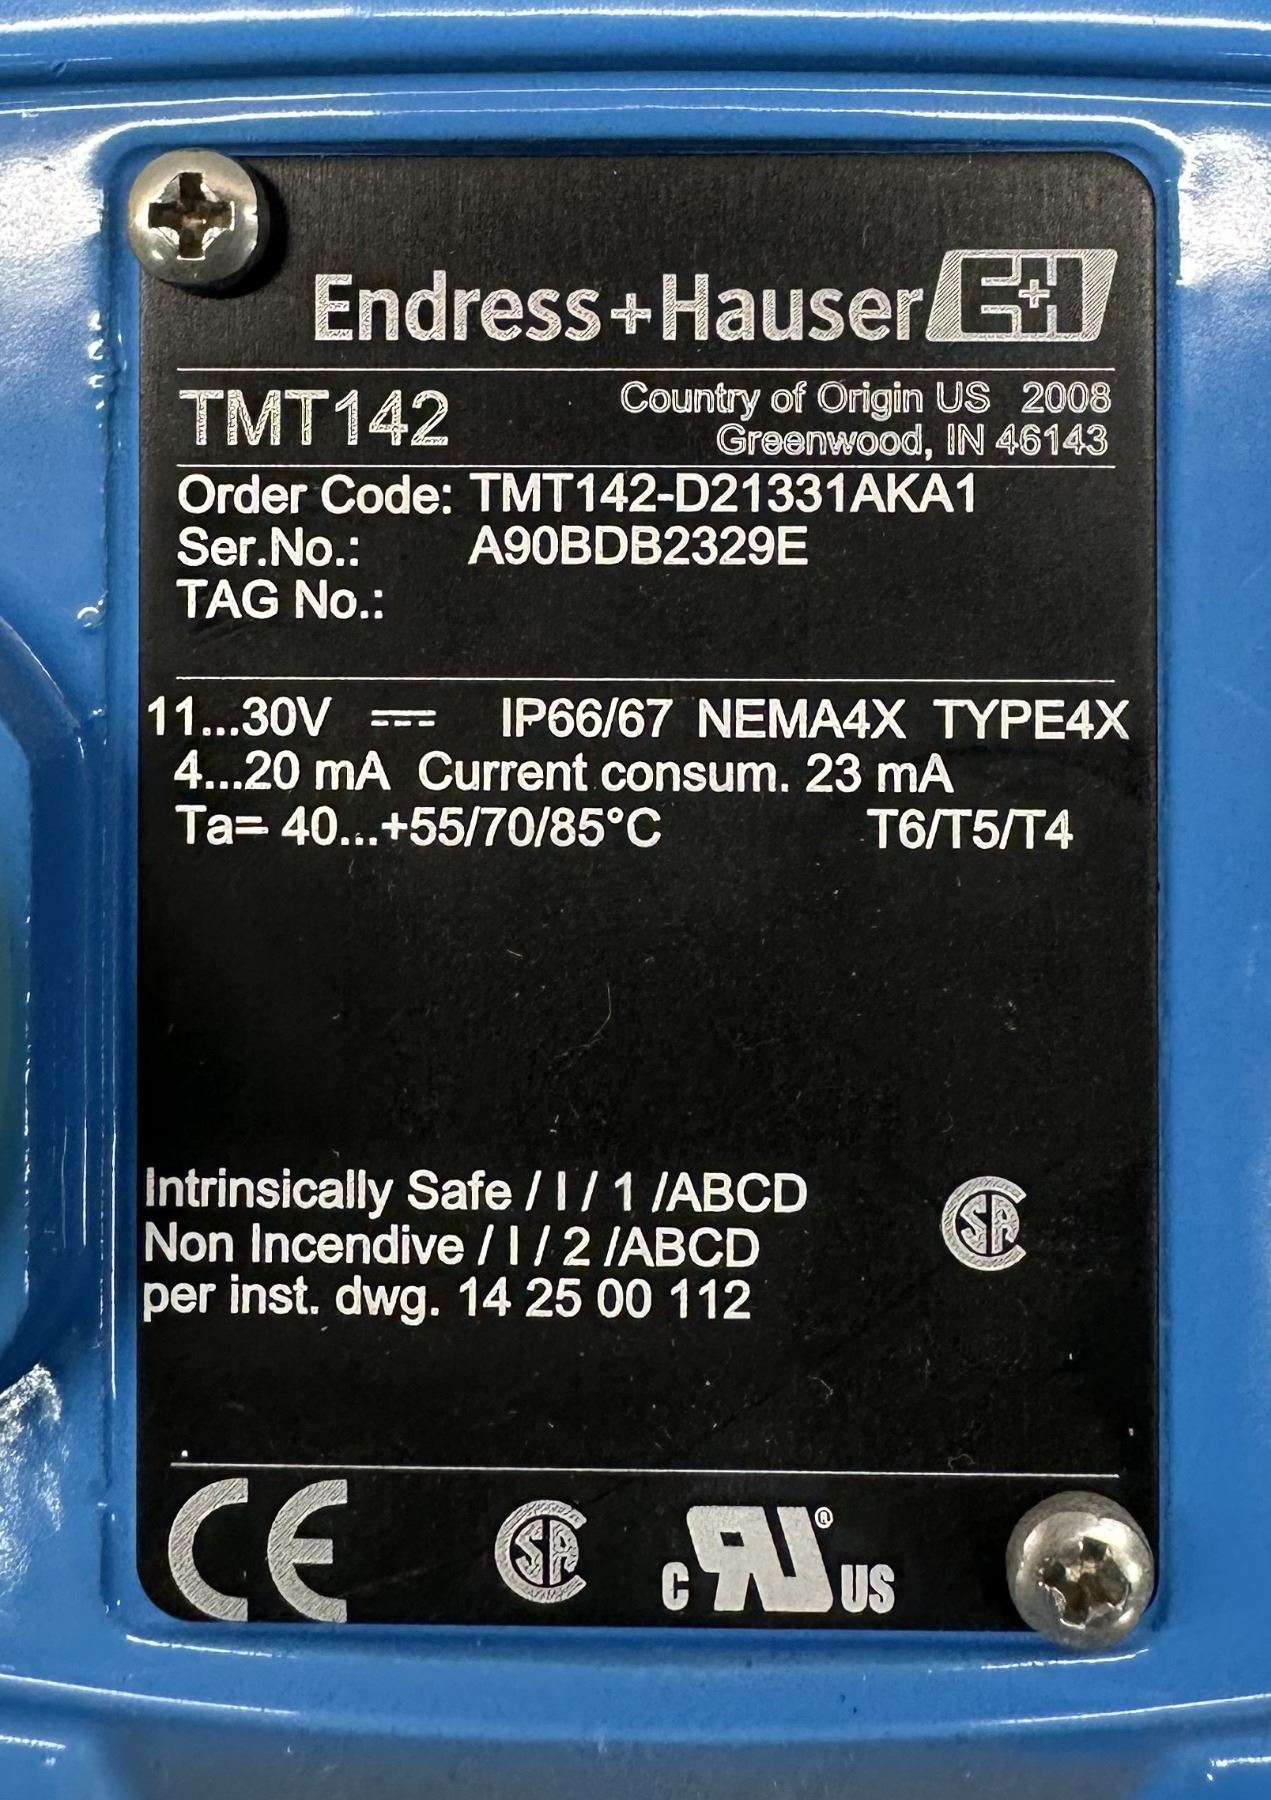 Endress+Hauser E+H
TMT142
Country of Origin US 2008
Greenwood, IN 46143
Order Code: TMT142-D21331AKA1
Ser.No.: A90BDB2329E
TAG No.:
11...30V IP66/67 NEMA4X TYPE4X
4...20 mA Current consum. 23 mA
Ta= 40...+55/70/85°C T6/T5/T4
Intrinsically Safe / I / 1 /ABCD
Non Incendive / I / 2 /ABCD
per inst. dwg. 14 25 00 112
SA
CE SA c RU ® US